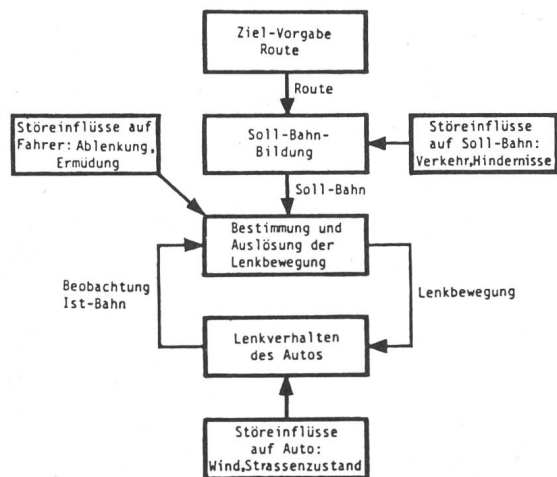 Ziel-Vorgabe
Route
Route
Störeinflüsse auf
Fahrer: Ablenkung,
Ermüdung
Soll-Bahn-
Bildung
Störeinflüsse
auf Soll-Bahn:
Verkehr,Hindernisse
Soll-Bahn
Bestimmung und
Auslösung der
Lenkbewegung
Beobachtung
Ist-Bahn
Lenkbewegung
Lenkverhalten
des Autos
Störeinflüsse
auf Auto:
Wind,Strassenzustand